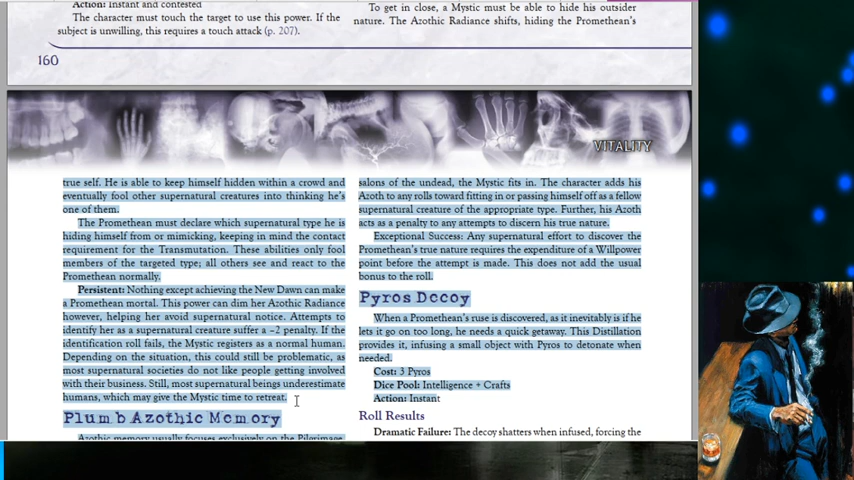 Action: Instant and contested
The character must touch the target to use this power. If the
subject is unwilling, this requires a touch attack (p. 207).
To get in close, a Mystic must be able to hide his outsider
nature. The Azothic Radiance shifts, hiding the Promethean's
160
VITALITY
true self. He is able to keep himself hidden within a crowd and
eventually fool other supernatural creatures into thinking he's
one of them.
The Promethean must declare which supernatural type he is
hiding himself from or mimicking, keeping in mind the contact
requirement for the Transmutation. These abilities only fool
members of the targeted type; all others see and react to the
Promethean normally.
Persistent: Nothing except achieving the New Dawn can make
a Promethean mortal. This power can dim her Azothic Radiance
however, helping her avoid supernatural notice. Attempts to
identify her as a supernatural creature suffer a –2 penalty. If the
identification roll fails, the Mystic registers as a normal human.
Depending on the situation, this could still be problematic, as
most supernatural societies do not like people getting involved
with their business. Still, most supernatural beings underestimate
humans, which may give the Mystic time to retreat.
Plumb Azothic Memory
Azothic memory usually focuses exclusively on the Pilgrimage.
salons of the undead, the Mystic fits in. The character adds his
Azoth to any rolls toward fitting in or passing himself off as a fellow
supernatural creature of the appropriate type. Further, his Azoth
acts as a penalty to any attempts to discern his true nature.
Exceptional Success: Any supernatural effort to discover the
Promethean's true nature requires the expenditure of a Willpower
point before the attempt is made. This does not add the usual
bonus to the roll.
Pyros Decoy
When a Promethean's ruse is discovered, as it inevitably is if he
lets it go on too long, he needs a quick getaway. This Distillation
provides it, infusing a small object with Pyros to detonate when
needed.
Cost: 3 Pyros
Dice Pool: Intelligence + Crafts
Action: Instant
Roll Results
Dramatic Failure: The decoy shatters when infused, forcing the